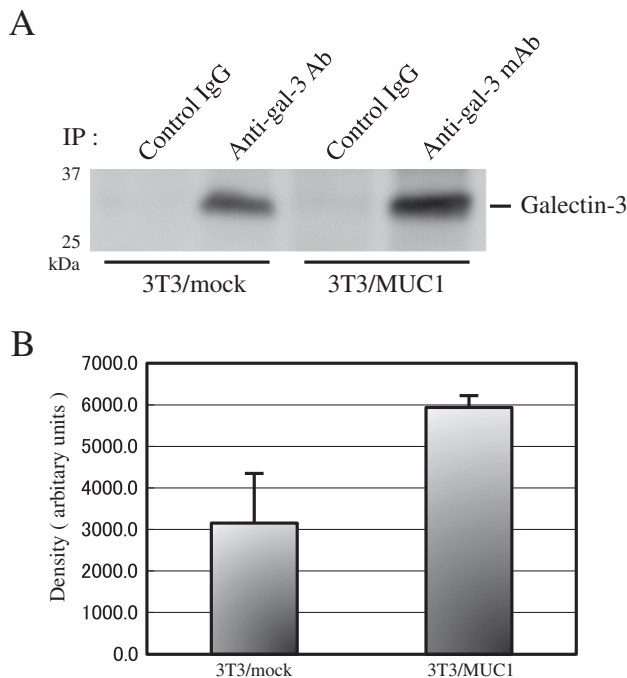 A
IP :
Control IgG
Anti-gal-3 Ab
Control IgG
Anti-gal-3 mAb
37
25
kDa
Galectin-3
3T3/mock
3T3/MUC1
B
Density ( arbitary units )
7000.0
6000.0
5000.0
4000.0
3000.0
2000.0
1000.0
0.0
3T3/mock
3T3/MUC1